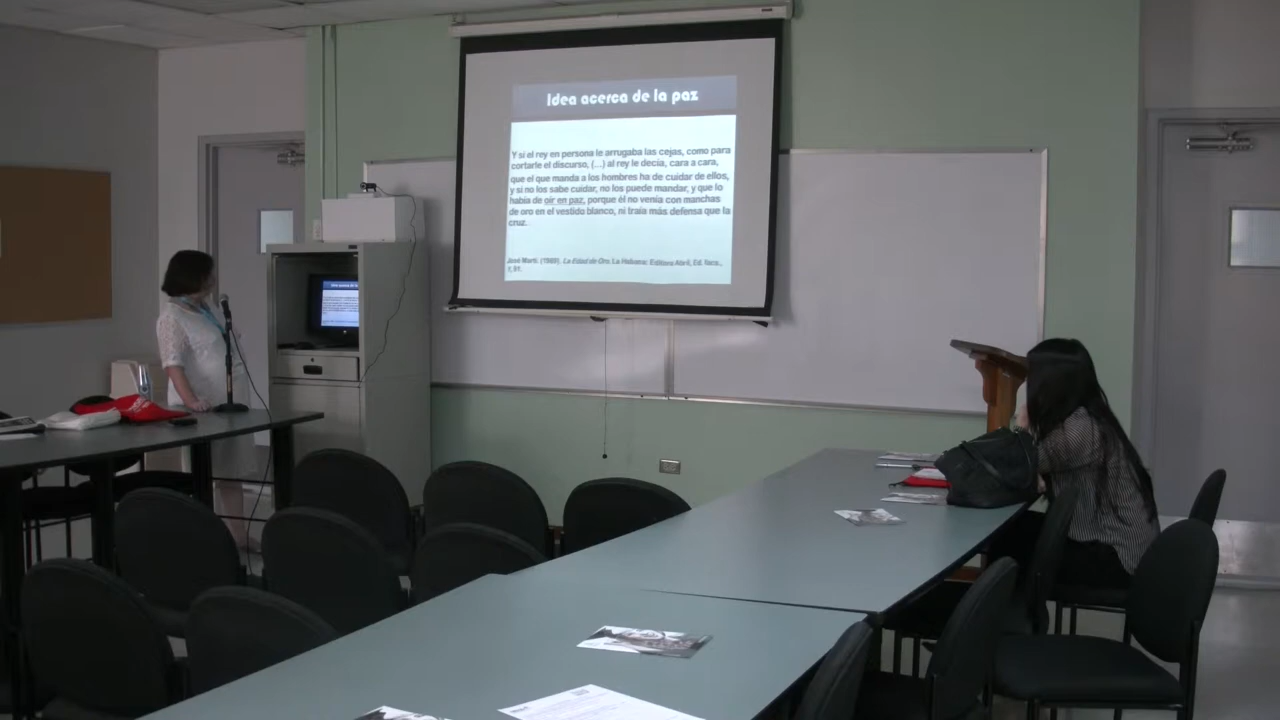 Idea acerca de la paz
Y si el rey en persona le arrugaba las cejas, como para
cortarle el discurso, (...) al rey le decía, cara a cara,
que el que manda a los hombres ha de cuidar de ellos,
y si no los sabe cuidar, no los puede mandar, y que lo
había de oír en paz, porque él no venía con manchas
de oro en el vestido blanco, ni traía más defensa que la
cruz.
José Martí. (1989). La Edad de Oro. La Habana: Editora Abril, Ed. facs.,